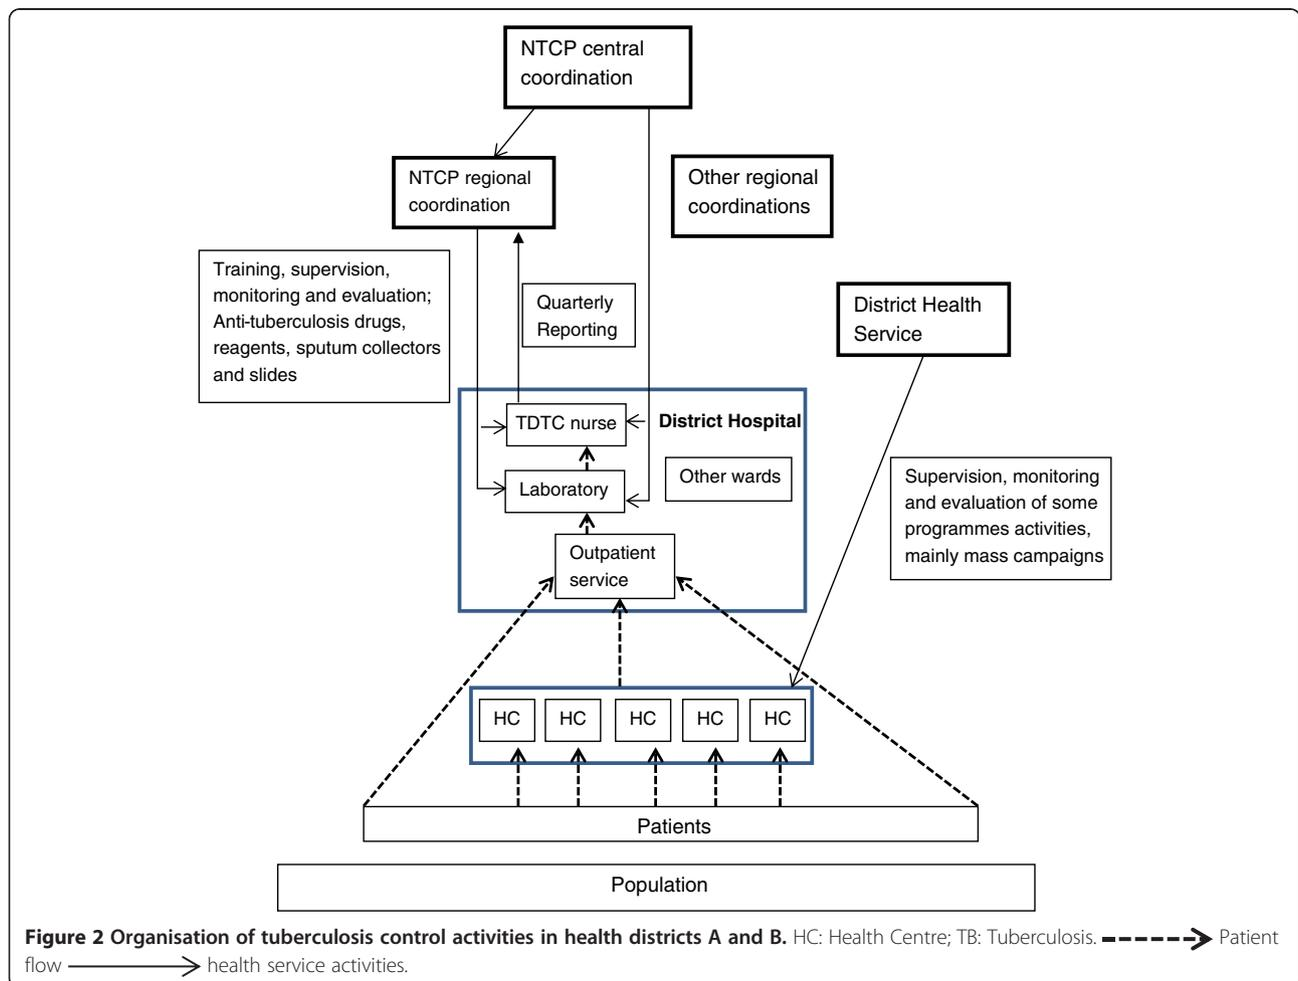 NTCP central
coordination
NTCP regional
coordination
Other regional
coordinations
Training, supervision,
monitoring and evaluation;
Anti-tuberculosis drugs,
reagents, sputum collectors
and slides
Quarterly
Reporting
District Health
Service
TDTC nurse
District Hospital
Laboratory
Other wards
Outpatient
service
Supervision, monitoring
and evaluation of some
programmes activities,
mainly mass campaigns
HC HC HC HC HC
Patients
Population
Figure 2 Organisation of tuberculosis control activities in health districts A and B. HC: Health Centre; TB: Tuberculosis. Patient
flow health service activities.